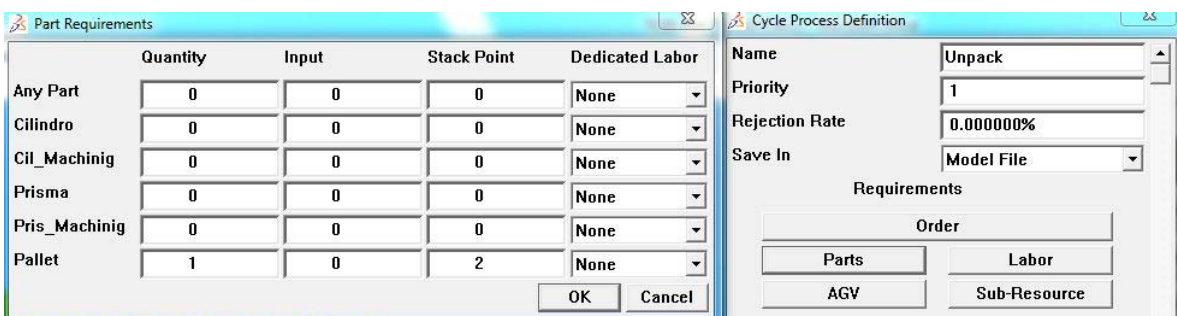 Part Requirements
Quantity Input Stack Point Dedicated Labor
Any Part 0 0 0 None
Cilindro 0 0 0 None
Cil_Machinig 0 0 0 None
Prisma 0 0 0 None
Pris_Machinig 0 0 0 None
Pallet 1 0 2 None
OK Cancel
Cycle Process Definition
Name Unpack
Priority 1
Rejection Rate 0.000000%
Save In Model File
Requirements
Order
Parts Labor
AGV Sub-Resource